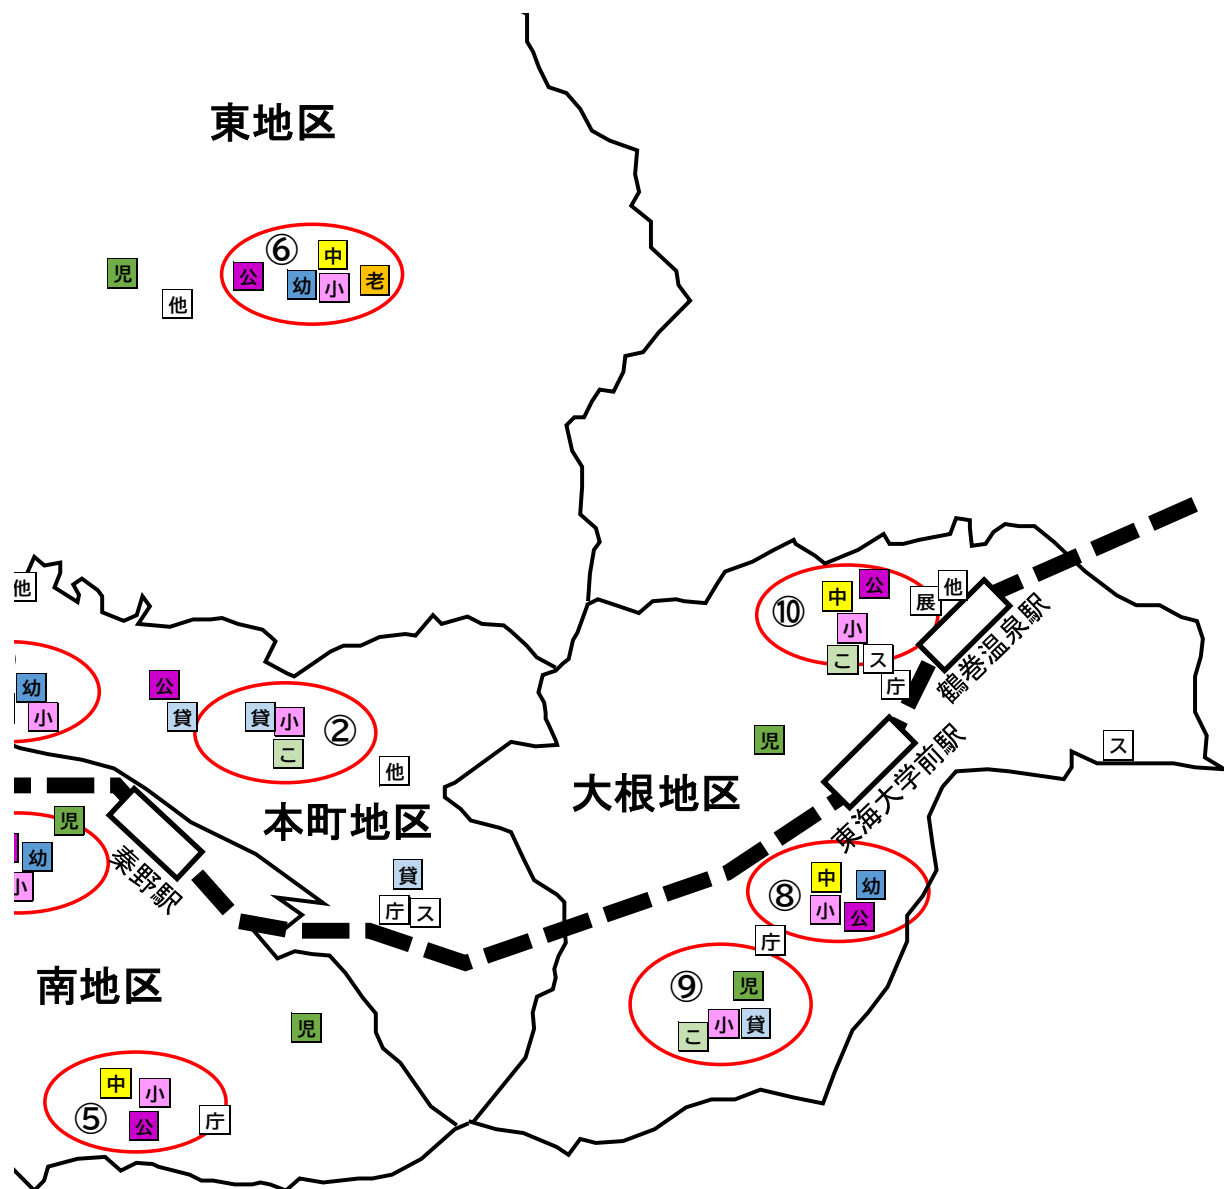 東地区
⑥
中
児
公
幼
小
老
他
他
公
中
他
展
⑩
小
こ
ス
庁
鶴巻温泉駅
幼
小
公
貸
貸
小
②
こ
他
児
ス
東海大学前駅
大根地区
本町地区
児
幼
小
秦野駅
貸
庁
ス
中
幼
⑧
小
公
庁
南地区
⑨
児
小
貸
こ
児
中
小
⑤
公
庁